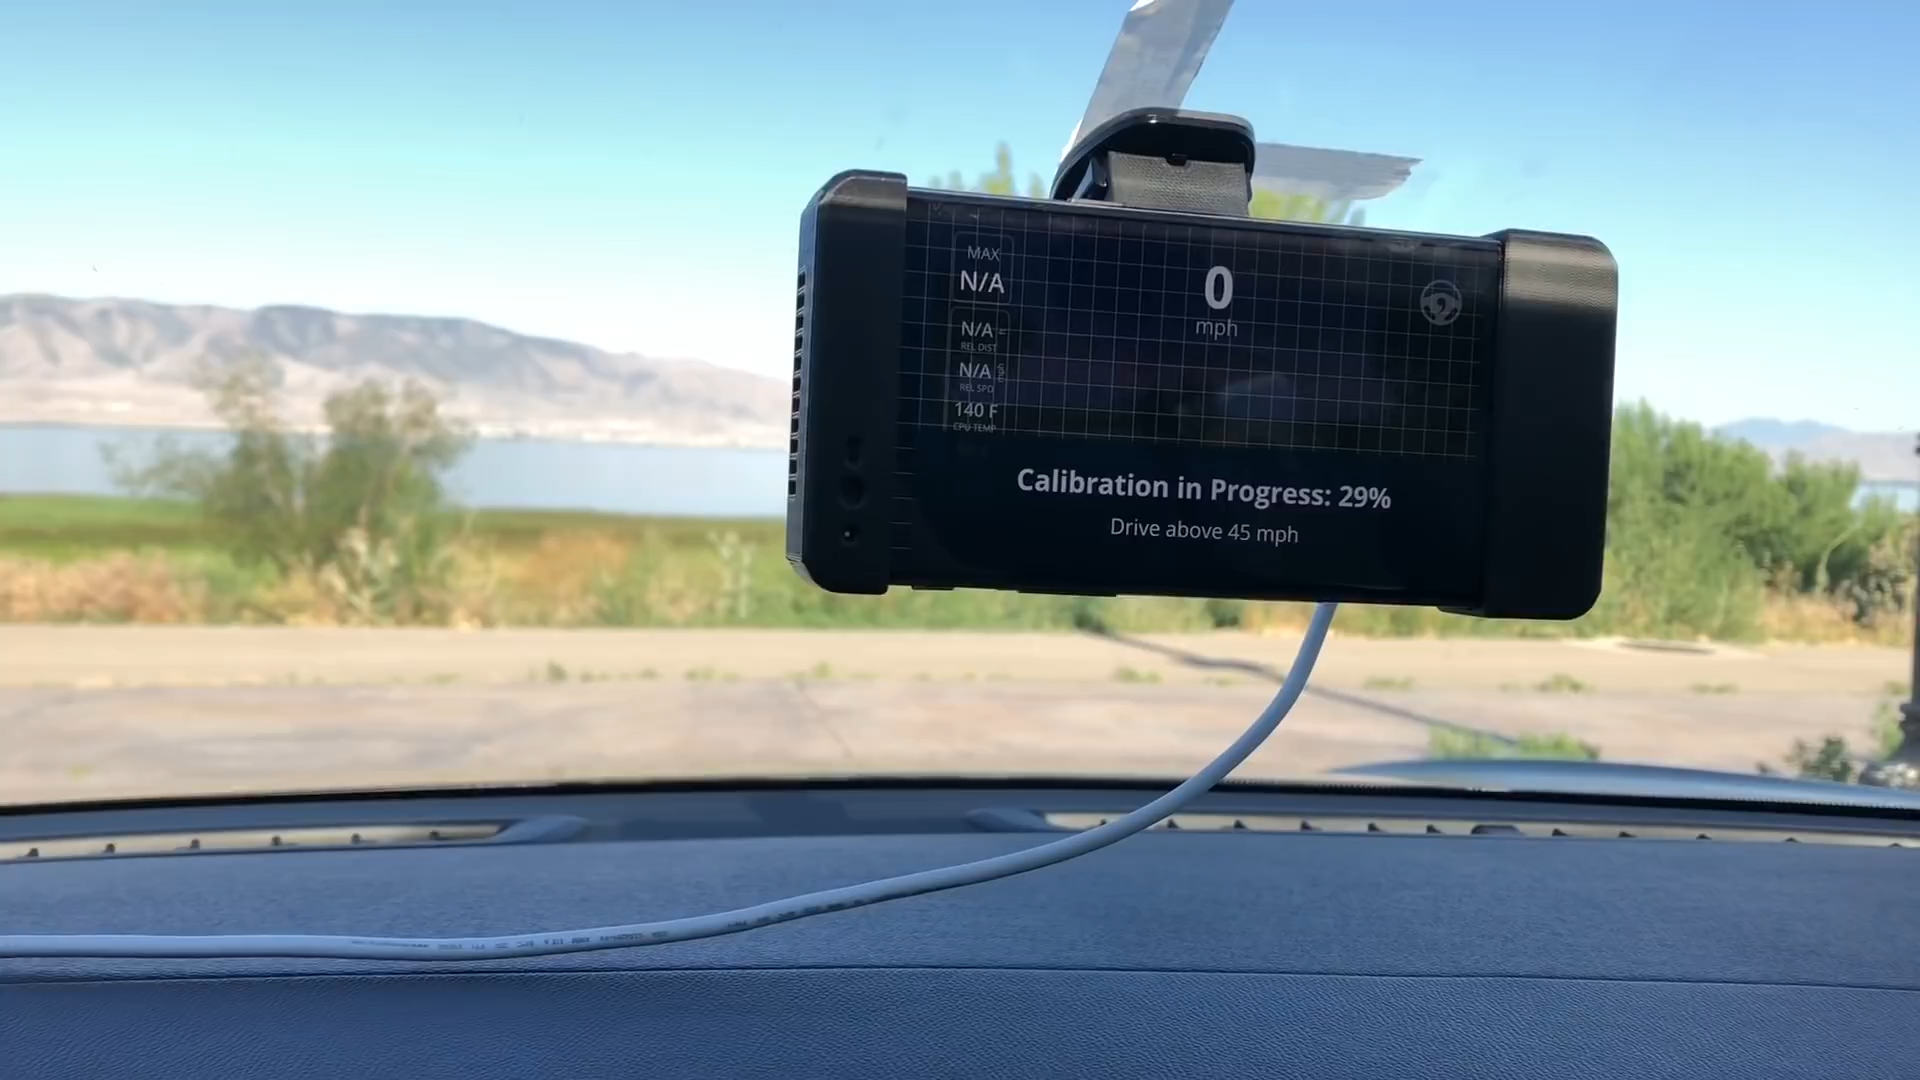 MAX
N/A
0
mph
N/A
REL DIST
N/A
REL SPD
140 F
CPU TEMP
Calibration in Progress: 29%
Drive above 45 mph